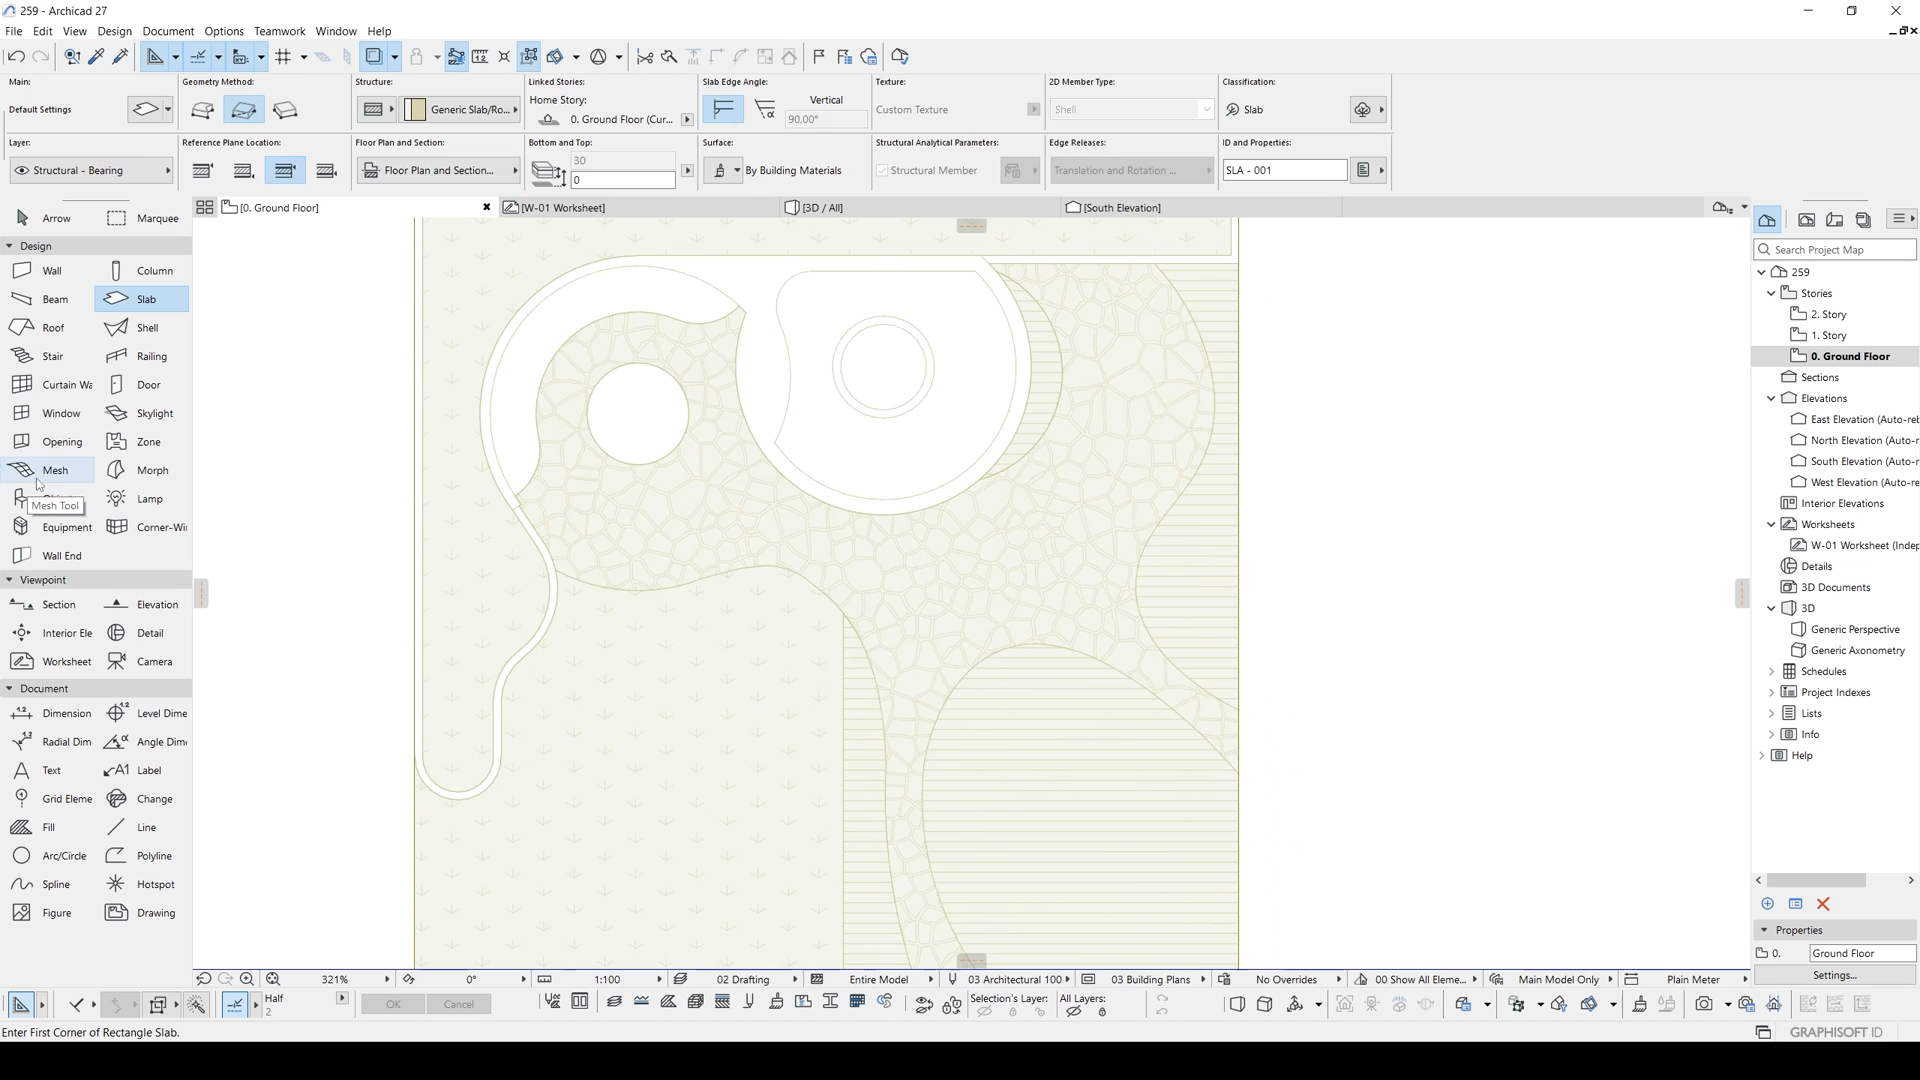 259 - Archicad 27
File Edit View Design Document Options Teamwork Window Help
Main: Geometry Method: Structure: Linked Stories: Slab Edge Angle: Texture: 2D Member Type: Classification:
Default Settings Generic Slab/Ro... Home Story: 0. Ground Floor (Cur... Vertical 90,00° Custom Texture Shell Slab
Layer: Reference Plane Location: Floor Plan and Section: Bottom and Top: Surface: Structural Analytical Parameters: Edge Releases: ID and Properties:
Structural - Bearing Floor Plan and Section... 30 0 By Building Materials Structural Member Translation and Rotation ... SLA - 001
Arrow Marquee
[0. Ground Floor] [W-01 Worksheet] [3D / All] [South Elevation]
Design
Wall Column
Beam Slab
Roof Shell
Stair Railing
Curtain Wa Door
Window Skylight
Opening Zone
Mesh Morph
Lamp
Mesh Tool
Equipment Corner-Wi
Wall End
Viewpoint
Section Elevation
Interior Ele Detail
Worksheet Camera
Document
Dimension Level Dime
Radial Dim Angle Dim
Text Label
Grid Eleme Change
Fill Line
Arc/Circle Polyline
Spline Hotspot
Figure Drawing
Search Project Map
259
Stories
2. Story
1. Story
0. Ground Floor
Sections
Elevations
East Elevation (Auto-reb
North Elevation (Auto-r
South Elevation (Auto-r
West Elevation (Auto-re
Interior Elevations
Worksheets
W-01 Worksheet (Indep
Details
3D Documents
3D
Generic Perspective
Generic Axonometry
Schedules
Project Indexes
Lists
Info
Help
Properties
0. Ground Floor
Settings...
321% 0° 1:100 02 Drafting Entire Model 03 Architectural 100 03 Building Plans No Overrides 00 Show All Eleme... Main Model Only Plain Meter
Half
2
OK Cancel
Selection's Layer: All Layers:
Enter First Corner of Rectangle Slab.
GRAPHISOFT ID